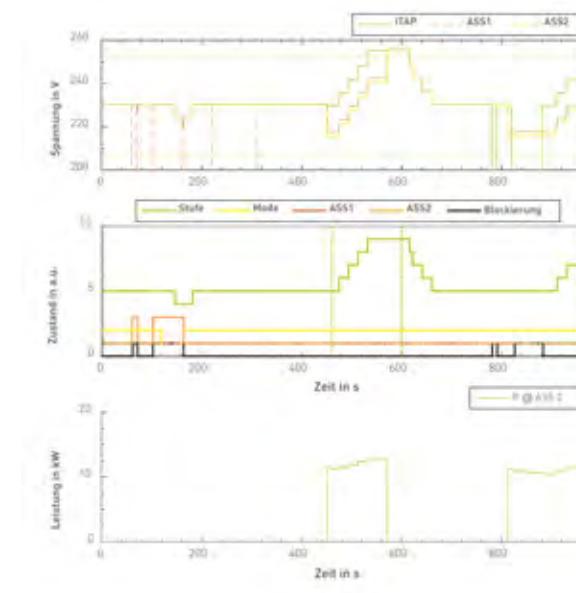 ITAP ASS1 ASS2
260
240
220
200
Spannung in V
0 200 400 600 800
Stufe Mode ASS1 ASS2 Blockierung
10
5
0
Zustand in a.u.
0 200 400 600 800
Zeit in s
P @ ASS 2
20
10
0
Leistung in kW
0 200 400 600 800
Zeit in s